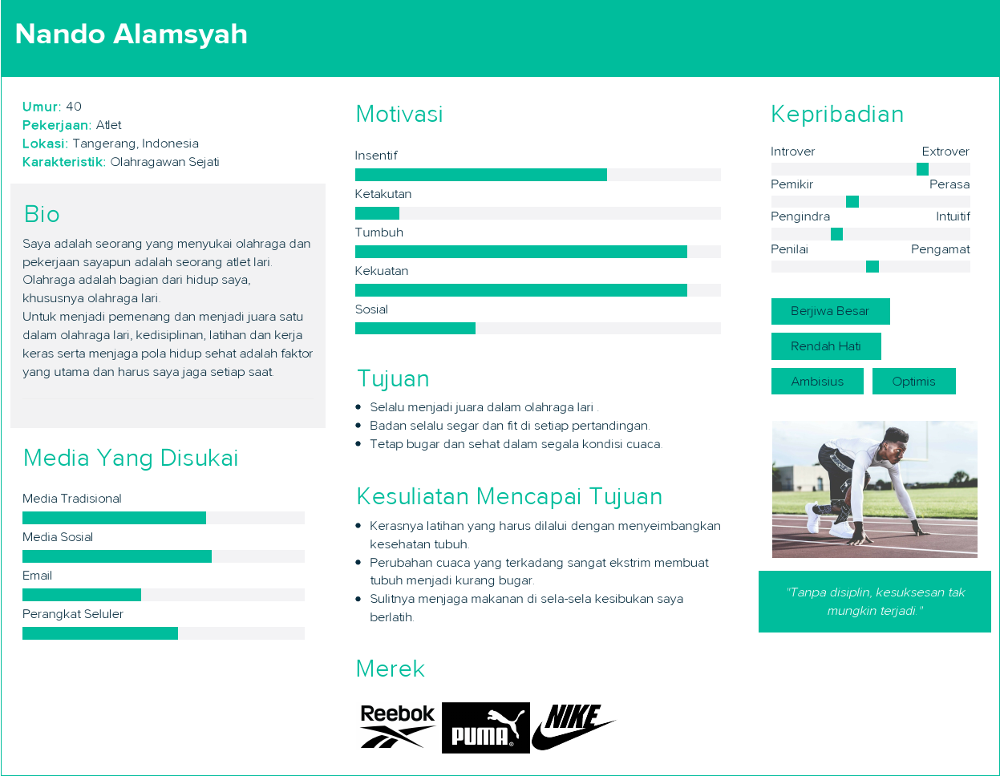 Nando Alamsyah
Umur: 40
Pekerjaan: Atlet
Lokasi: Tangerang, Indonesia
Karakteristik: Olahragawan Sejati
Bio
Saya adalah seorang yang menyukai olahraga dan
pekerjaan sayapun adalah seorang atlet lari.
Olahraga adalah bagian dari hidup saya,
khususnya olahraga lari.
Untuk menjadi pemenang dan menjadi juara satu
dalam olahraga lari, kedisiplinan, latihan dan kerja
keras serta menjaga pola hidup sehat adalah faktor
yang utama dan harus saya jaga setiap saat.
Media Yang Disukai
Media Tradisional
Media Sosial
Email
Perangkat Seluler
Motivasi
Insentif
Ketakutan
Tumbuh
Kekuatan
Sosial
Tujuan
• Selalu menjadi juara dalam olahraga lari .
• Badan selalu segar dan fit di setiap pertandingan.
• Tetap bugar dan sehat dalam segala kondisi cuaca.
Kesuliatan Mencapai Tujuan
• Kerasnya latihan yang harus dilalui dengan menyeimbangkan
kesehatan tubuh.
• Perubahan cuaca yang terkadang sangat ekstrim membuat
tubuh menjadi kurang bugar.
• Sulitnya menjaga makanan di sela-sela kesibukan saya
berlatih.
Merek
Reebok PUMA® NIKE
Kepribadian
Introver Extrover
Pemikir Perasa
Pengindra Intuitif
Penilai Pengamat
Berjiwa Besar
Rendah Hati
Ambisius Optimis
"Tanpa disiplin, kesuksesan tak
mungkin terjadi."